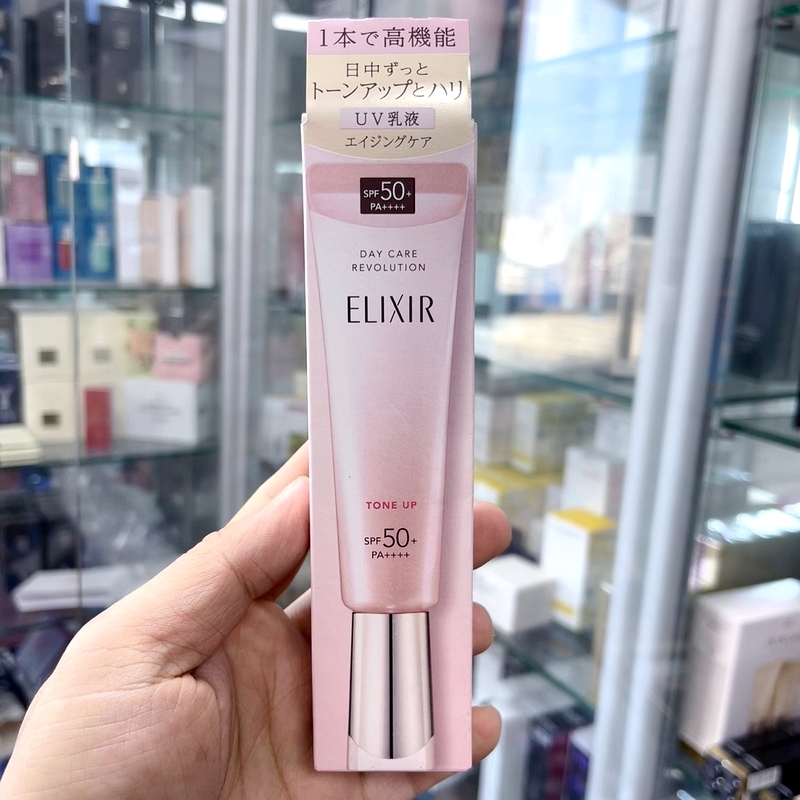 1本で高機能
日中ずっと
トーンアップとハリ
UV乳液
エイジングケア
SPF50+
PA++++
DAY CARE
REVOLUTION
ELIXIR
TONE UP
SPF50+
PA++++